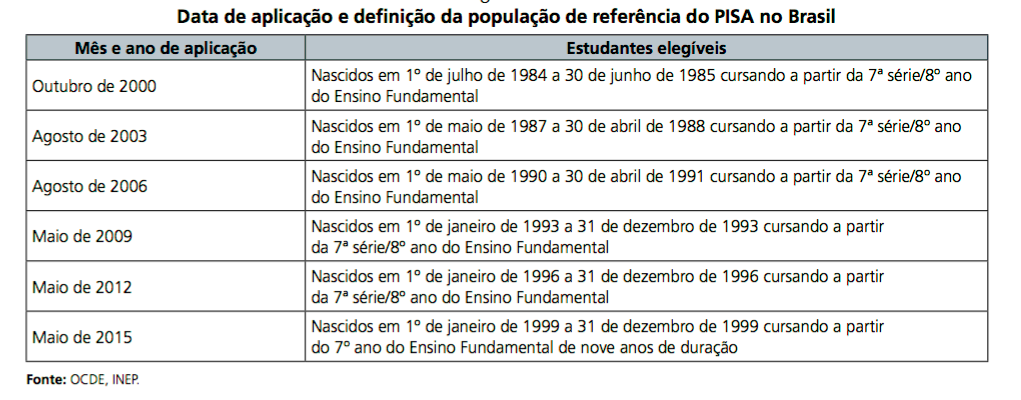 Data de aplicação e definição da população de referência do PISA no Brasil
Mês e ano de aplicação
Estudantes elegíveis
Outubro de 2000
Nascidos em 1º de julho de 1984 a 30 de junho de 1985 cursando a partir da 7ª série/8º ano
do Ensino Fundamental
Agosto de 2003
Nascidos em 1º de maio de 1987 a 30 de abril de 1988 cursando a partir da 7ª série/8º ano
do Ensino Fundamental
Agosto de 2006
Nascidos em 1º de maio de 1990 a 30 de abril de 1991 cursando a partir da 7ª série/8º ano
do Ensino Fundamental
Maio de 2009
Nascidos em 1º de janeiro de 1993 a 31 de dezembro de 1993 cursando a partir
da 7ª série/8º ano do Ensino Fundamental
Maio de 2012
Nascidos em 1º de janeiro de 1996 a 31 de dezembro de 1996 cursando a partir
da 7ª série/8º ano do Ensino Fundamental
Maio de 2015
Nascidos em 1º de janeiro de 1999 a 31 de dezembro de 1999 cursando a partir
do 7º ano do Ensino Fundamental de nove anos de duração
Fonte: OCDE, INEP.